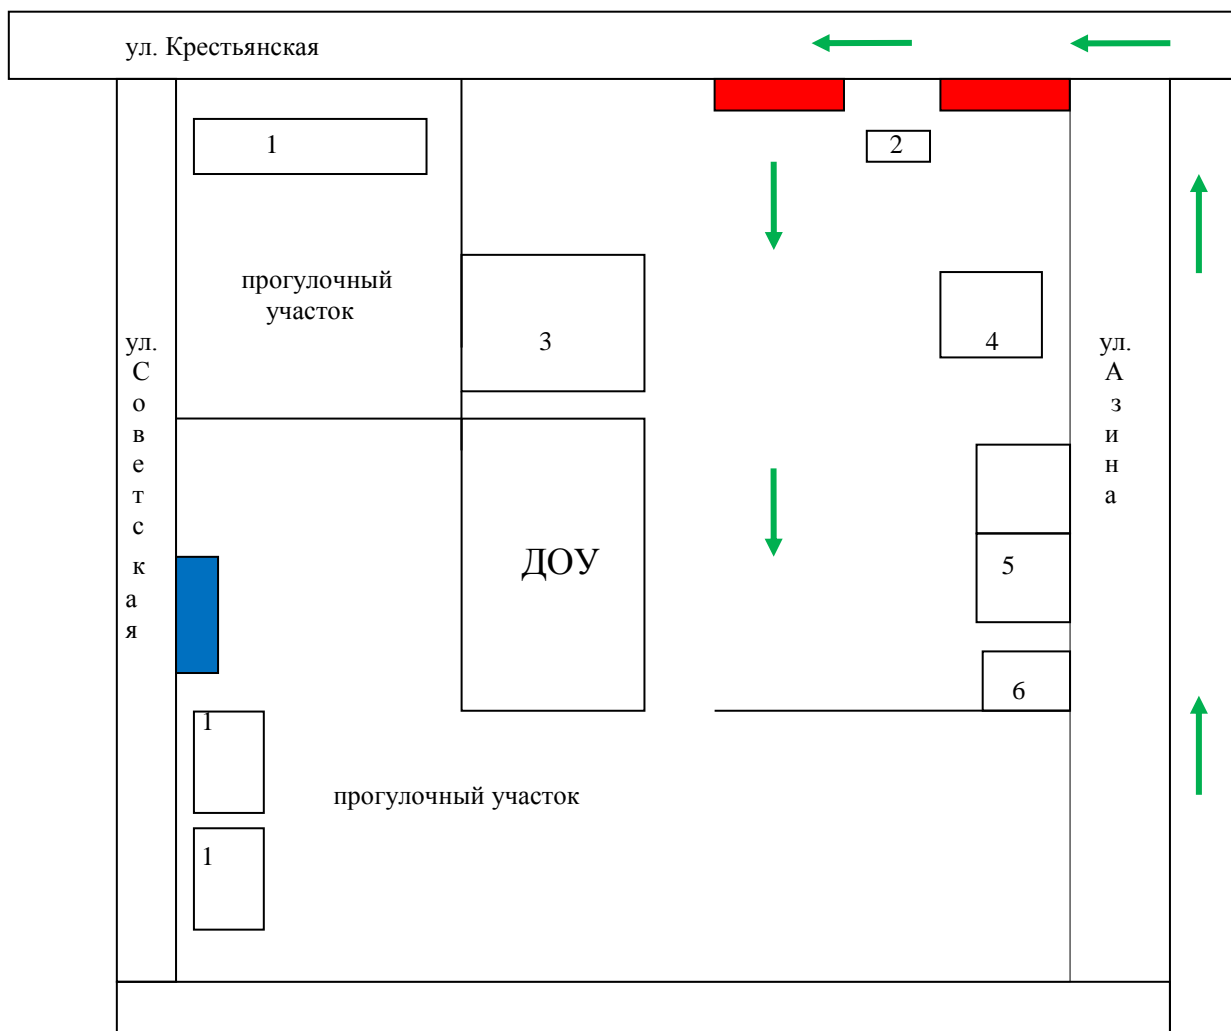 ул. Крестьянская
1
2
прогулочный
участок
3
4
ул.
С
о
в
е
т
с
к
а
я
ул.
А
з
и
н
а
ДОУ
5
6
1
прогулочный участок
1